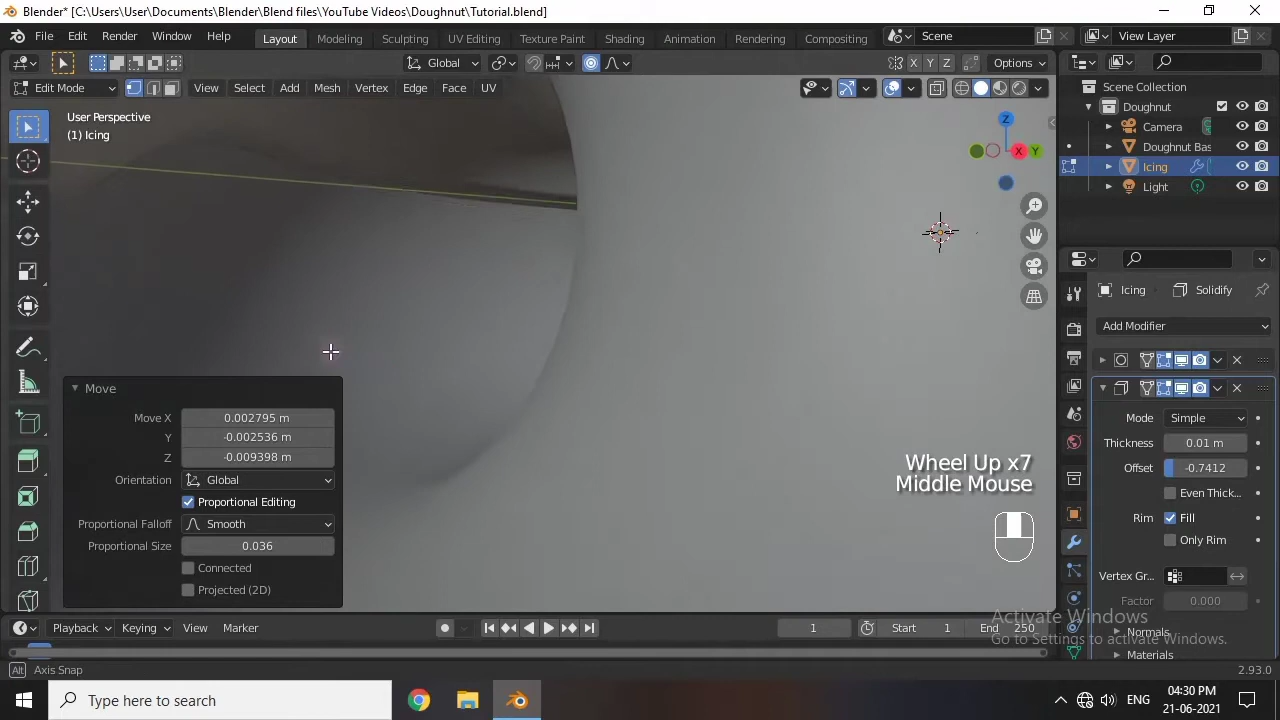 Blender* [C:\Users\User\Documents\Blender\Blend files\YouTube Videos\Doughnut\Tutorial.blend]
File Edit Render Window Help Layout Modeling Sculpting UV Editing Texture Paint Shading Animation Rendering Compositing Scene View Layer
Global X Y Z Options
Edit Mode View Select Add Mesh Vertex Edge Face UV
Scene Collection
Doughnut
Camera
Doughnut Bas
Icing
Light
User Perspective
(1) Icing
Z
X Y
Icing Solidify
Add Modifier
Mode Simple
Thickness 0.01 m
Offset -0.7412
Even Thick...
Rim Fill
Only Rim
Vertex Gr...
Factor 0.000
Normals
Materials
Move
Move X 0.002795 m
Y -0.002536 m
Z -0.009398 m
Orientation Global
Proportional Editing
Proportional Falloff Smooth
Proportional Size 0.036
Connected
Projected (2D)
Wheel Up x7
Middle Mouse
Activate Windows
Go to Settings to activate Windows.
Playback Keying View Marker 1 Start 1 End 250
Alt Axis Snap 2.93.0
Type here to search
ENG
04:30 PM
21-06-2021